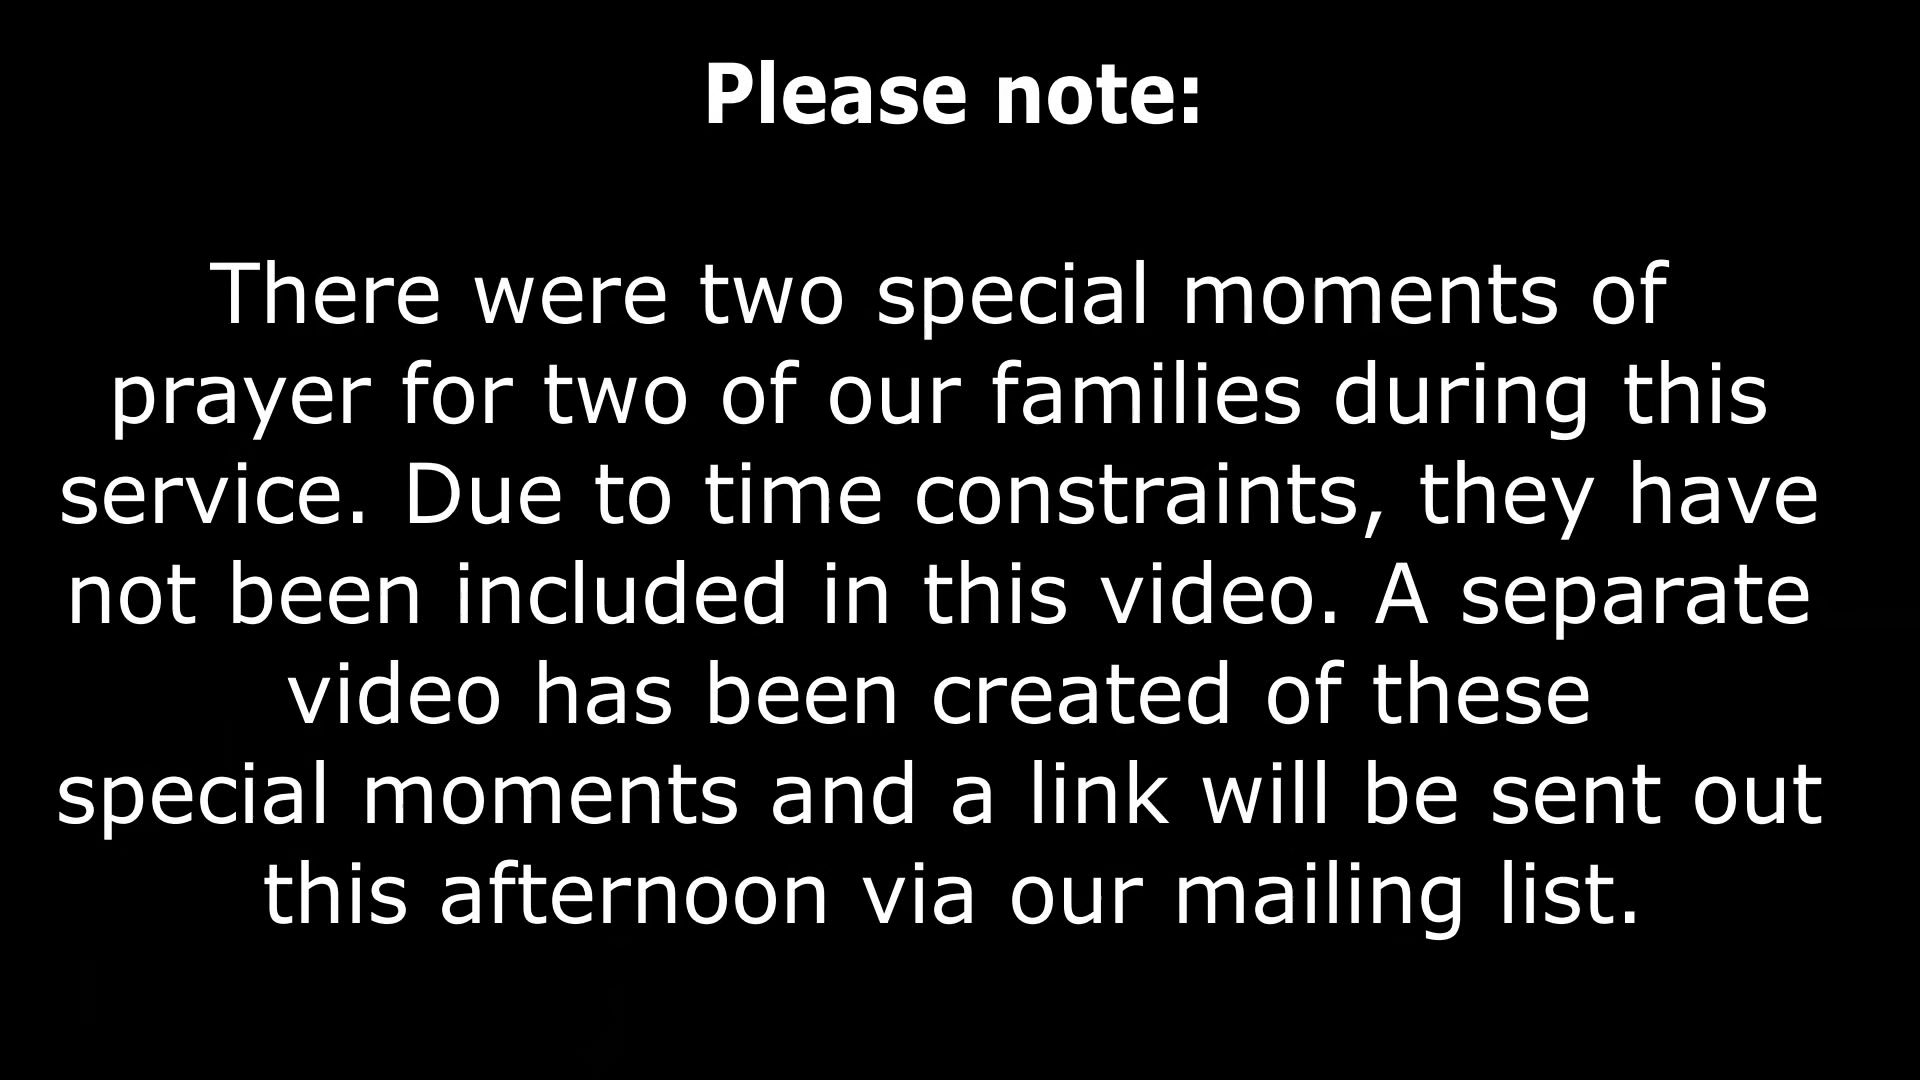 Please note:
There were two special moments of
prayer for two of our families during this
service. Due to time constraints, they have
not been included in this video. A separate
video has been created of these
special moments and a link will be sent out
this afternoon via our mailing list.